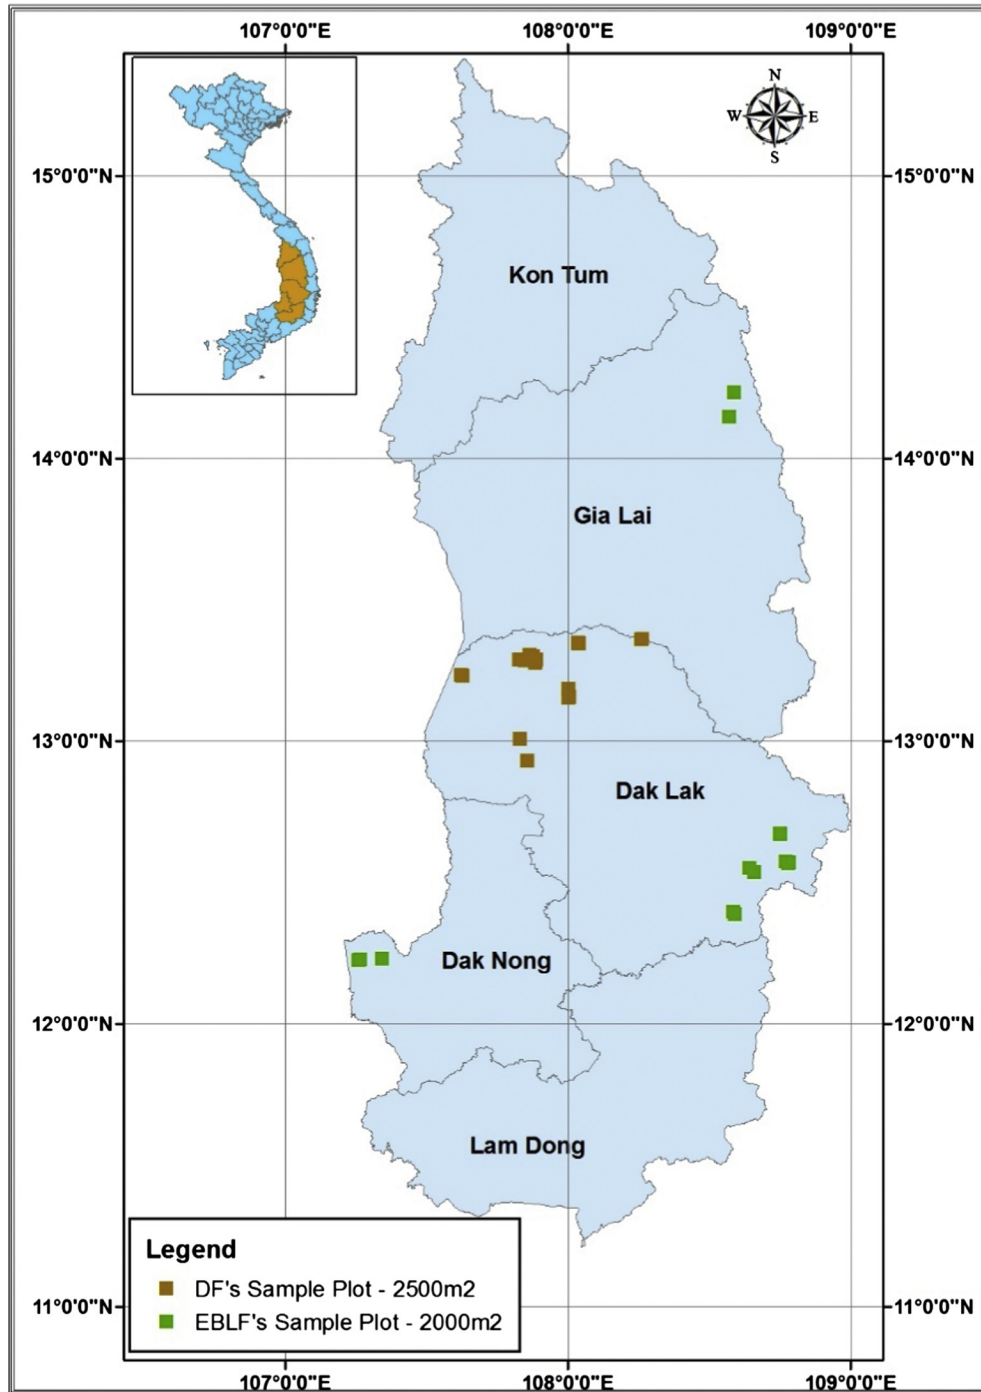 107°0'0"E 108°0'0"E 109°0'0"E
N
W E
S
15°0'0"N 15°0'0"N
Kon Tum
14°0'0"N 14°0'0"N
Gia Lai
13°0'0"N 13°0'0"N
Dak Lak
Dak Nong
12°0'0"N 12°0'0"N
Lam Dong
Legend
DF's Sample Plot - 2500m2
EBLF's Sample Plot - 2000m2
11°0'0"N 11°0'0"N
107°0'0"E 108°0'0"E 109°0'0"E